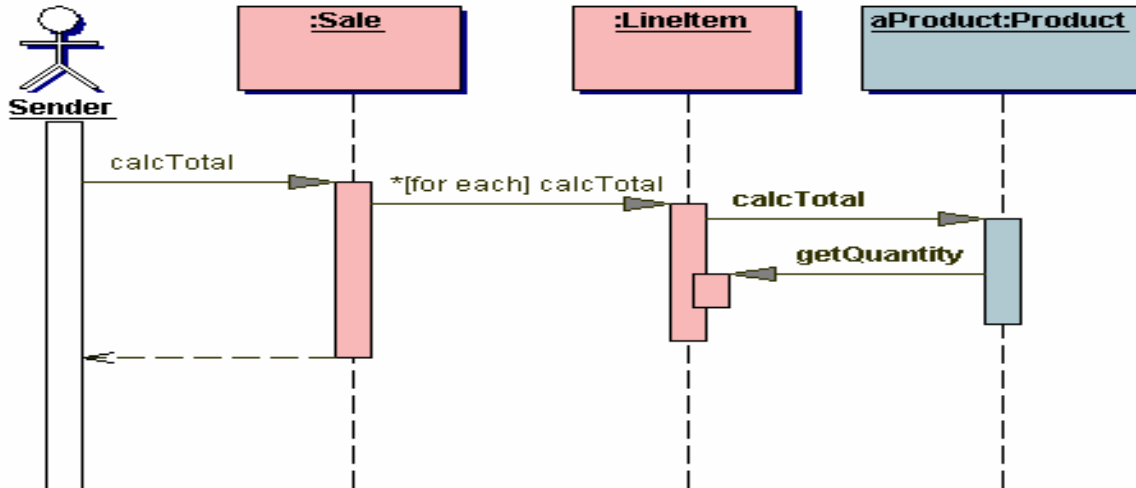 :Sale
:LineItem
aProduct:Product
Sender
calcTotal
*[for each] calcTotal
calcTotal
getQuantity